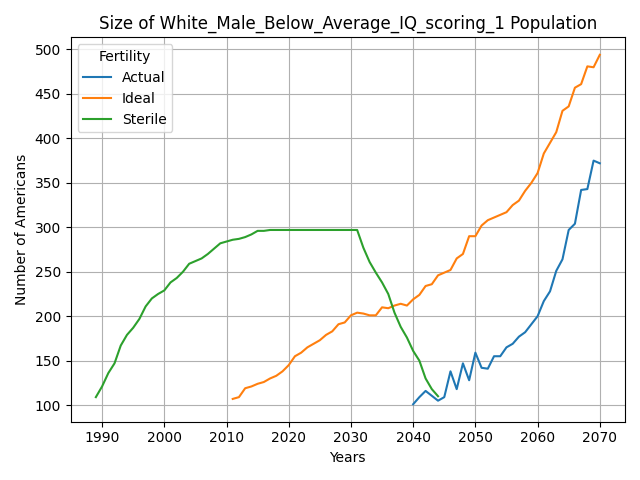 Size of White_Male_Below_Average_IQ_scoring_1 Population
Fertility
Actual
Ideal
Sterile
Number of Americans
500
450
400
350
300
250
200
150
100
1990 2000 2010 2020 2030 2040 2050 2060 2070
Years